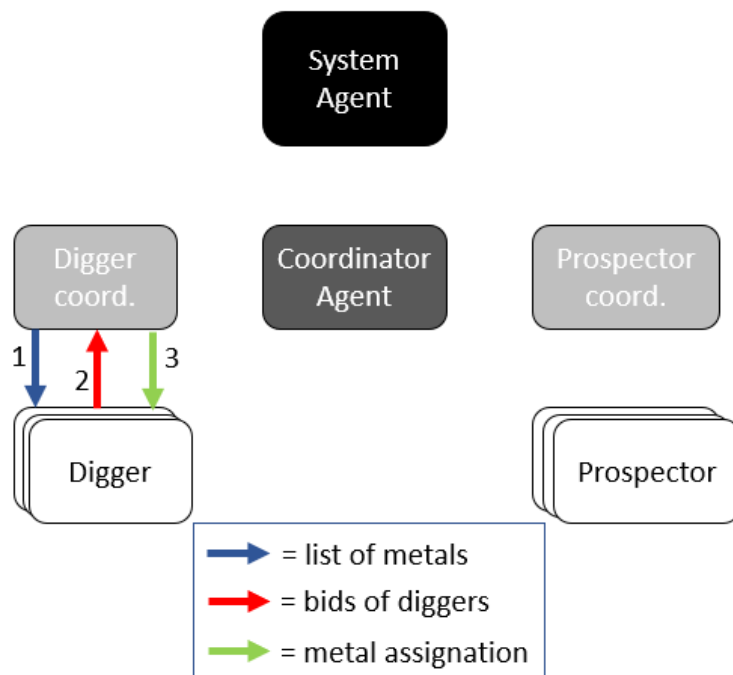 System
Agent
Digger
coord.
Coordinator
Agent
Prospector
coord.
1
2
3
Digger
Prospector
= list of metals
= bids of diggers
= metal assignation